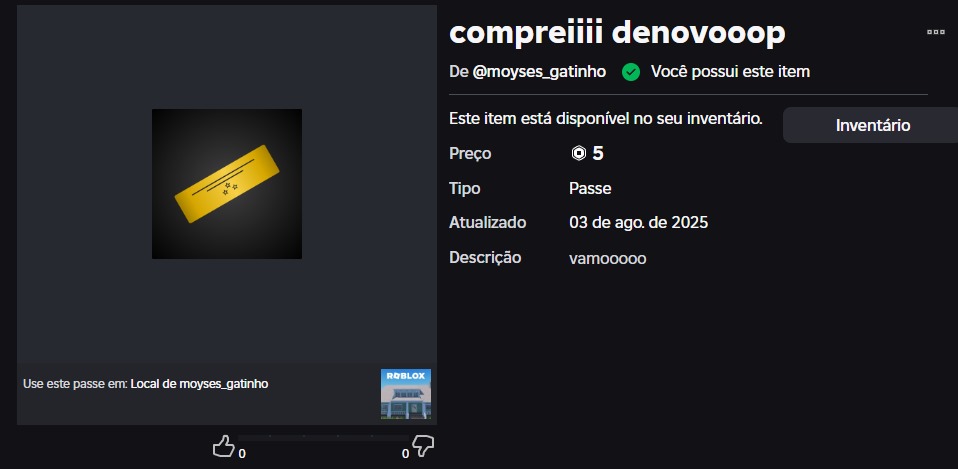 compreiiii denovooop
De @moyses_gatinho Você possui este item
Este item está disponível no seu inventário.
Inventário
Preço 5
Tipo Passe
Atualizado 03 de ago. de 2025
Descrição vamooooo
Use este passe em: Local de moyses_gatinho
ROBLOX
0 0